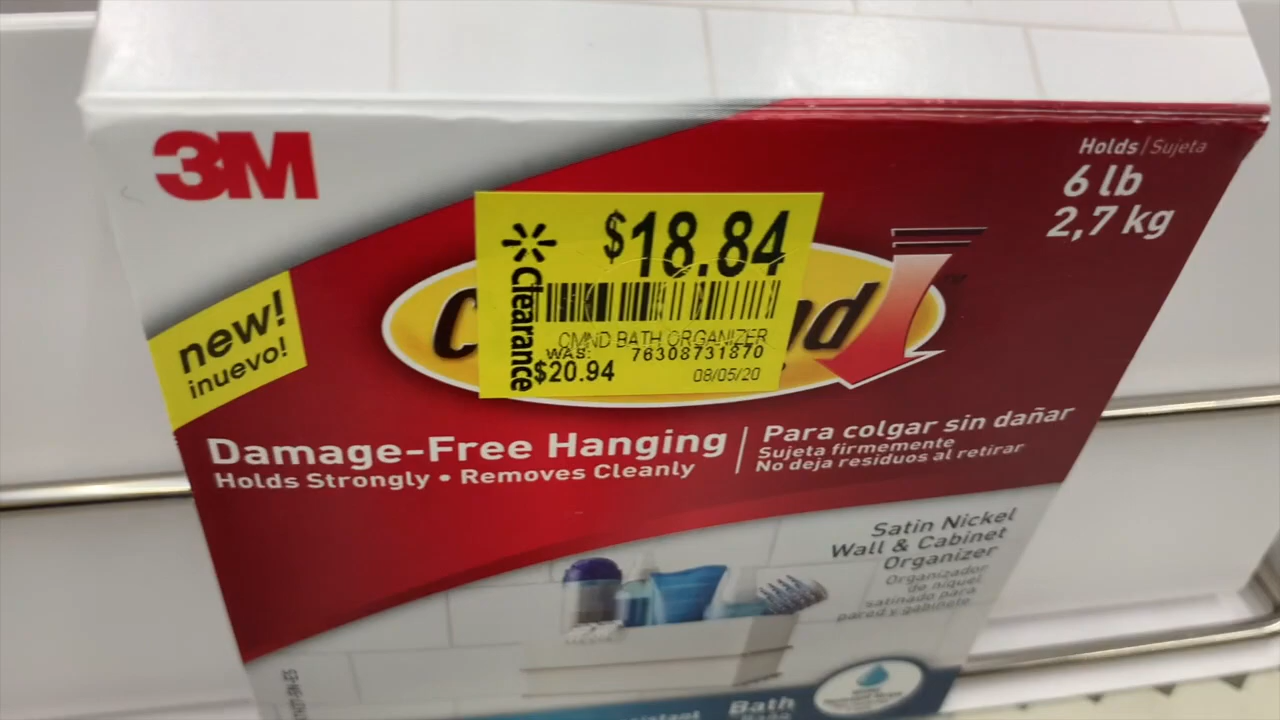 3M
Holds | Sujeta
6 lb
2,7 kg
new!
¡nuevo!
$18.84
Clearance
CMND BATH ORGANIZER
WAS: 76308731870
$20.94 08/05/20
Damage-Free Hanging
Holds Strongly • Removes Cleanly
Para colgar sin dañar
Sujeta firmemente
No deja residuos al retirar
Satin Nickel
Wall & Cabinet
Organizer
Organizador
de níquel
satinado para
pared y gabinete
Bath